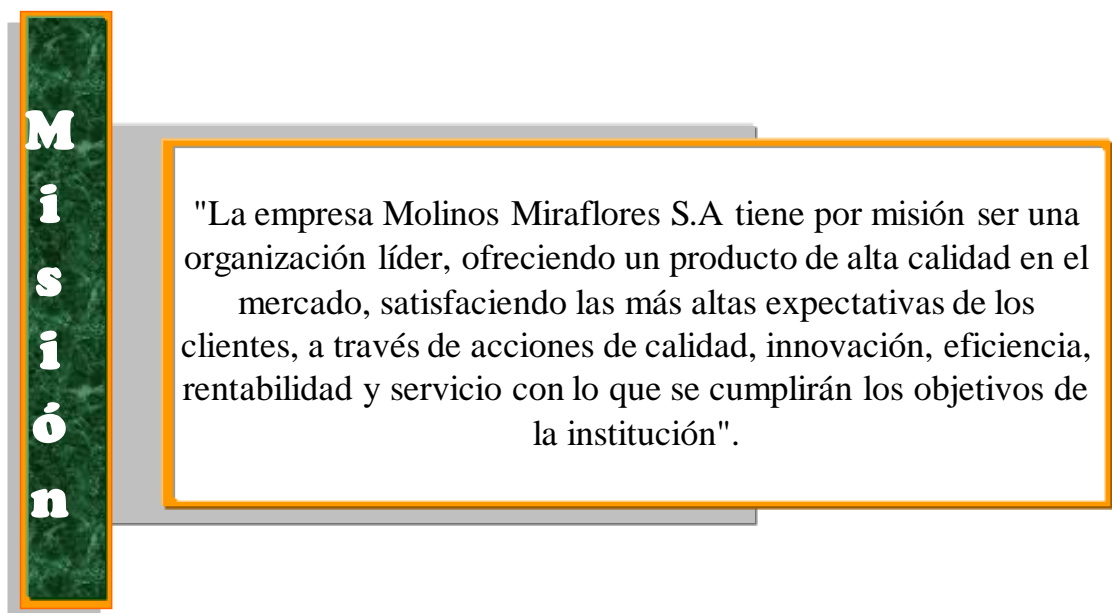 Misión
"La empresa Molinos Miraflores S.A tiene por misión ser una
organización líder, ofreciendo un producto de alta calidad en el
mercado, satisfaciendo las más altas expectativas de los
clientes, a través de acciones de calidad, innovación, eficiencia,
rentabilidad y servicio con lo que se cumplirán los objetivos de
la institución".